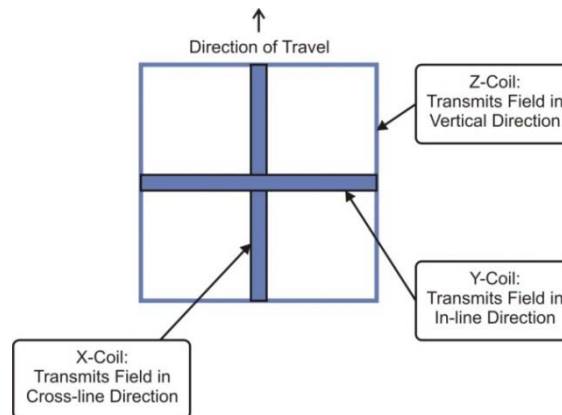 Direction of Travel
Z-Coil:
Transmits Field in
Vertical Direction
Y-Coil:
Transmits Field in
In-line Direction
X-Coil:
Transmits Field in
Cross-line Direction